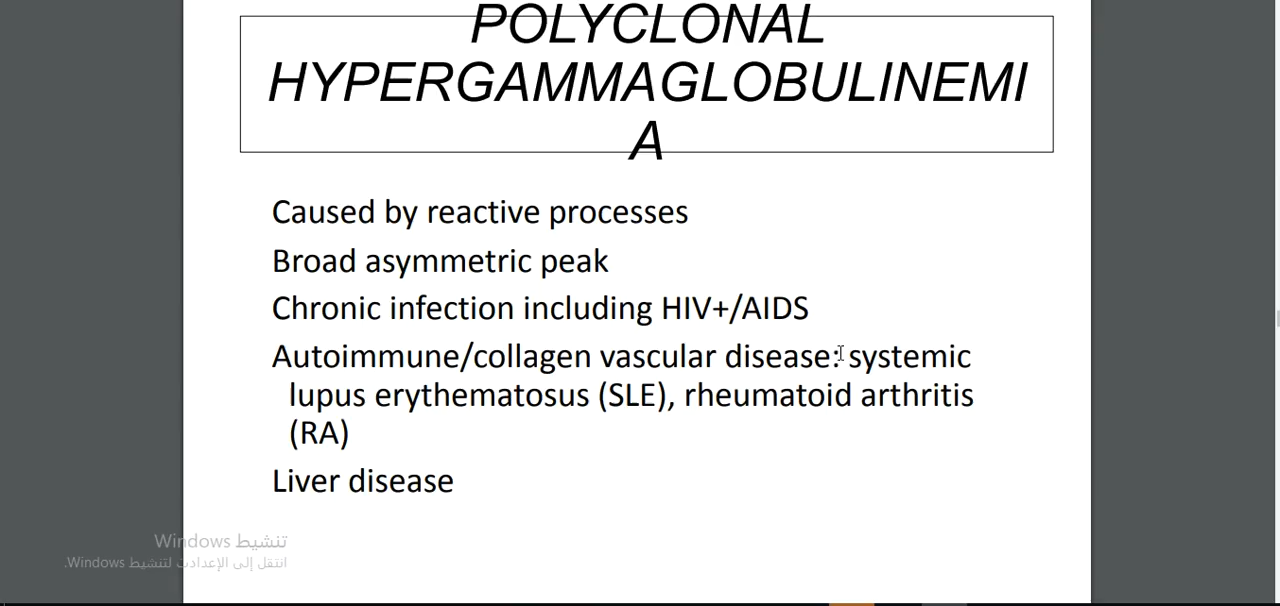 POLYCLONAL
HYPERGAMMAGLOBULINEMI
A
Caused by reactive processes
Broad asymmetric peak
Chronic infection including HIV+/AIDS
Autoimmune/collagen vascular disease: systemic
lupus erythematosus (SLE), rheumatoid arthritis
(RA)
Liver disease
تنشيط Windows
انتقل إلى الإعدادت لتنشيط Windows.